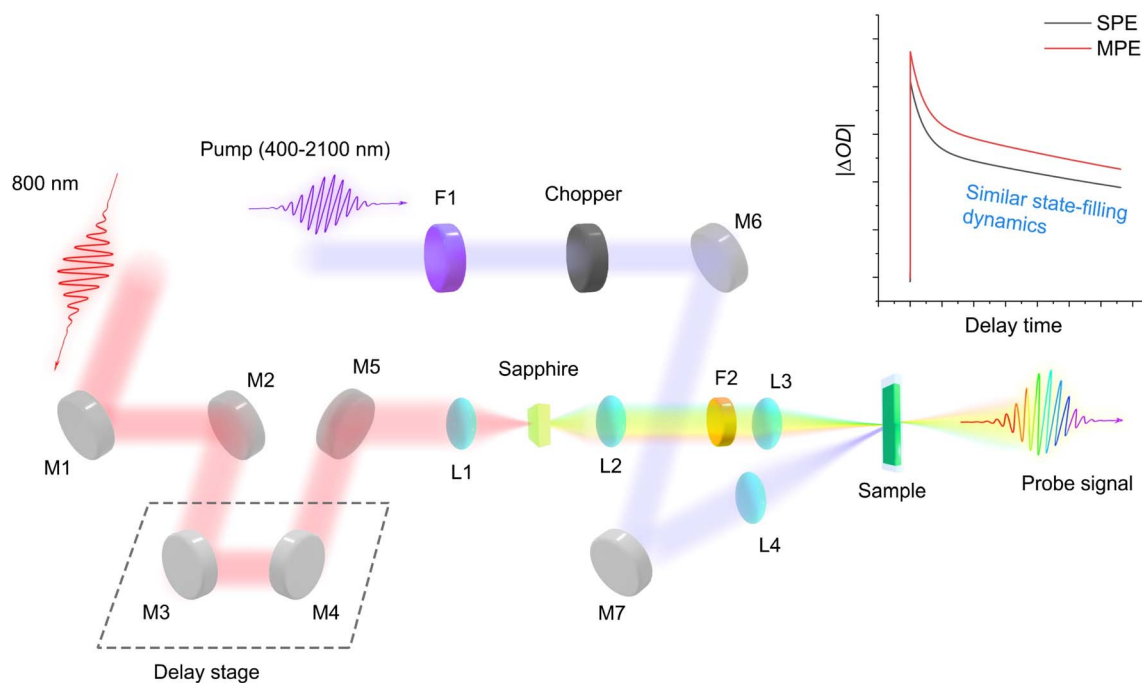 SPE
MPE
|ΔOD|
Similar state-filling
dynamics
Delay time
Pump (400-2100 nm)
800 nm
F1
Chopper
M6
M2
M5
Sapphire
F2
L3
M1
L1
L2
Sample
Probe signal
L4
M3
M4
M7
Delay stage